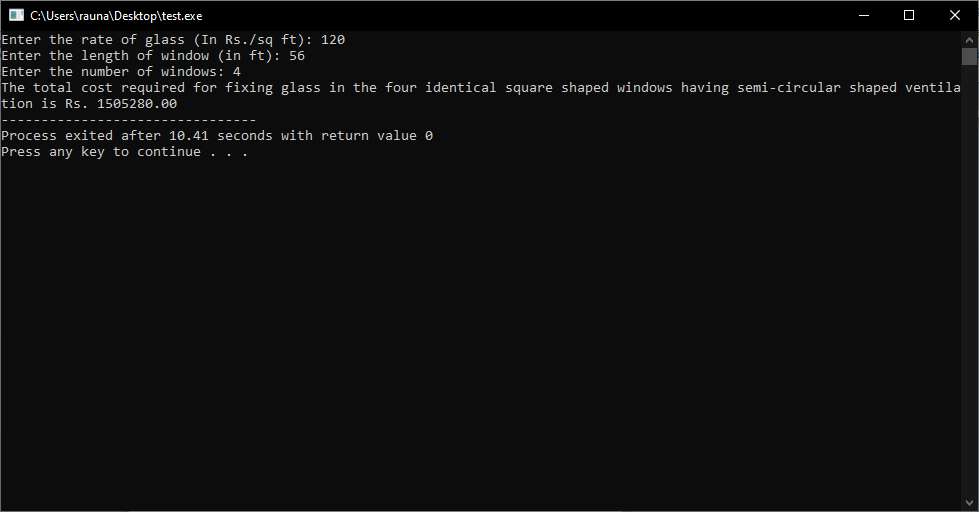 C:\Users\rauna\Desktop\test.exe
Enter the rate of glass (In Rs./sq ft): 120
Enter the length of window (in ft): 56
Enter the number of windows: 4
The total cost required for fixing glass in the four identical square shaped windows having semi-circular shaped ventila
tion is Rs. 1505280.00
--------------------------------
Process exited after 10.41 seconds with return value 0
Press any key to continue . . .